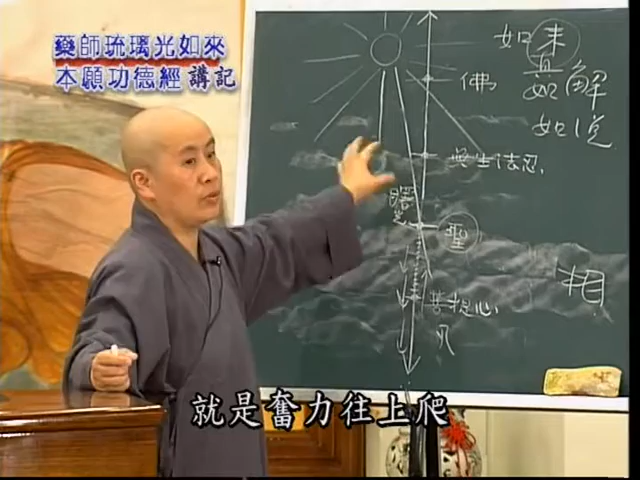 藥師琉璃光如來
本願功德經講記
如來
真
如解
如說
佛
無生法忍
聖
相
菩提心
凡
就是奮力往上爬